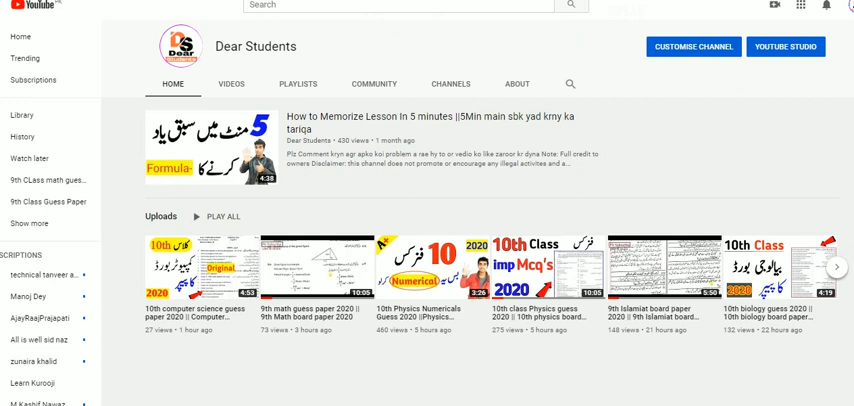 YouTube PK
Search
Home
Trending
Subscriptions
Library
History
Watch later
9th CLass math gues...
9th Class Guess Paper
Show more
SCRIPTIONS
technical tanveer a...
Manoj Dey
AjayRaajPrajapati
All is well sid naz
zunaira khalid
Learn Kurooji
M Kashif Nawaz
DS
Dear
Dear Students
CUSTOMISE CHANNEL
YOUTUBE STUDIO
HOME
VIDEOS
PLAYLISTS
COMMUNITY
CHANNELS
ABOUT
5 منٹ میں سبق یاد
کرنے کا
Formula-
4:38
How to Memorize Lesson In 5 minutes ||5Min main sbk yad krny ka
tariqa
Dear Students • 430 views • 1 month ago
Plz Comment kryn agr apko koi problem a rae hy to or vedio ko like zaroor kr dyna Note: Full credit to
owners Disclaimer: this channel does not promote or encourage any illegal activites and a...
Uploads
PLAY ALL
10th کلاس
کمپیوٹر بورڈ
Original
کا پیپر
2020
4:53
10th computer science guess
paper 2020 || Computer...
27 views • 1 hour ago
10:05
9th math guess paper 2020 ||
9th Math board paper 2020
73 views • 3 hours ago
A+
10 فزکس
2020
Numerical
بس یہ
3:26
10th Physics Numericals
Guess 2020 ||Physics...
460 views • 5 hours ago
10th Class فزکس
imp Mcq's
2020
10:05
10th class Physics guess
2020 || 10th physics board...
275 views • 5 hours ago
5:50
9th Islamiat board paper
2020 || 9th Islamiat board...
148 views • 21 hours ago
10th Class
بیالوجی بورڈ
2020 کا پیپر
4:19
10th biology guess paper
2020 || 10th biology board...
132 views • 22 hours ago